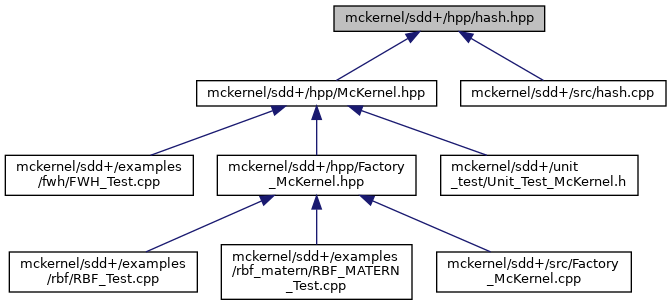 mckernel/sdd+/hpp/hash.hpp
mckernel/sdd+/hpp/McKernel.hpp
mckernel/sdd+/src/hash.cpp
mckernel/sdd+/examples
/fwh/FWH_Test.cpp
mckernel/sdd+/hpp/Factory
_McKernel.hpp
mckernel/sdd+/unit
_test/Unit_Test_McKernel.h
mckernel/sdd+/examples
/rbf/RBF_Test.cpp
mckernel/sdd+/examples
/rbf_matern/RBF_MATERN
_Test.cpp
mckernel/sdd+/src/Factory
_McKernel.cpp